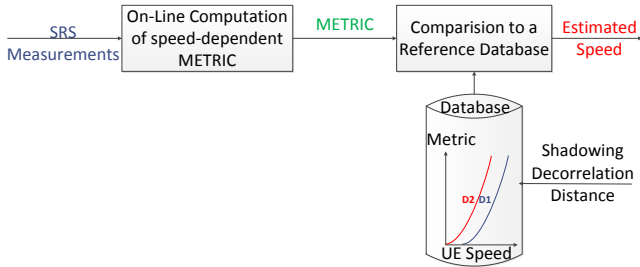 SRS
Measurements
On-Line Computation
of speed-dependent
METRIC
METRIC
Comparision to a
Reference Database
Estimated
Speed
Database
Metric
D2 D1
UE Speed
Shadowing
Decorrelation
Distance